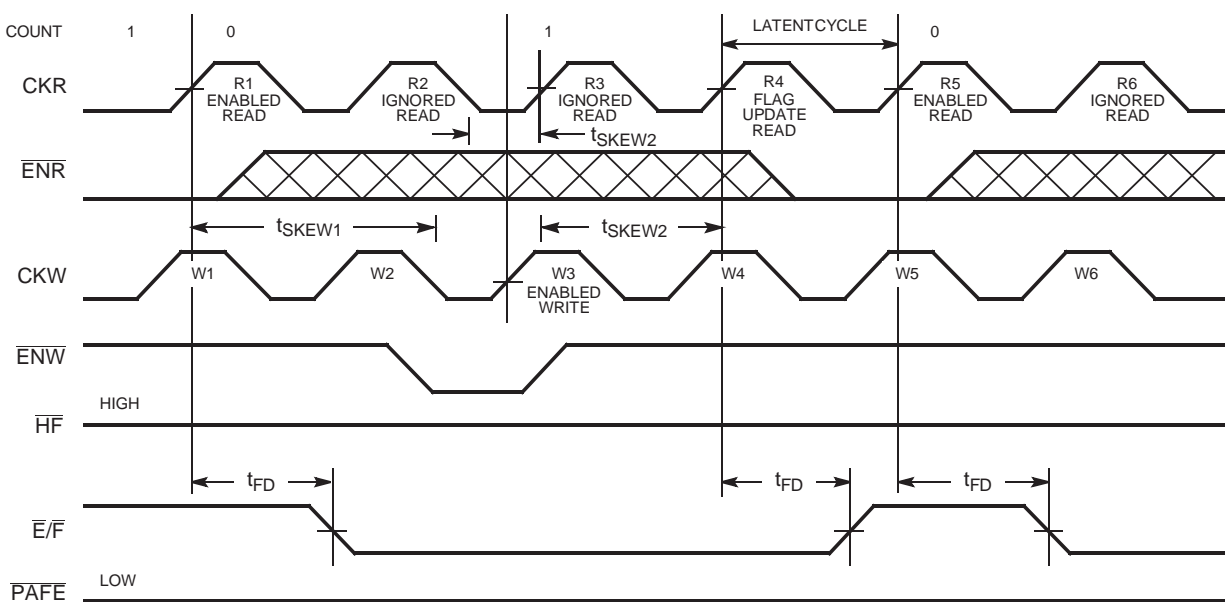 COUNT 1 0 1 LATENTCYCLE 0
CKR
R1
ENABLED
READ
R2
IGNORED
READ
R3
IGNORED
READ
R4
FLAG
UPDATE
READ
R5
ENABLED
READ
R6
IGNORED
READ
tSKEW2
ENR
tSKEW1 tSKEW2
CKW
W1
W2
W3
ENABLED
WRITE
W4
W5
W6
ENW
HIGH
HF
tFD tFD tFD
E/F
LOW
PAFE